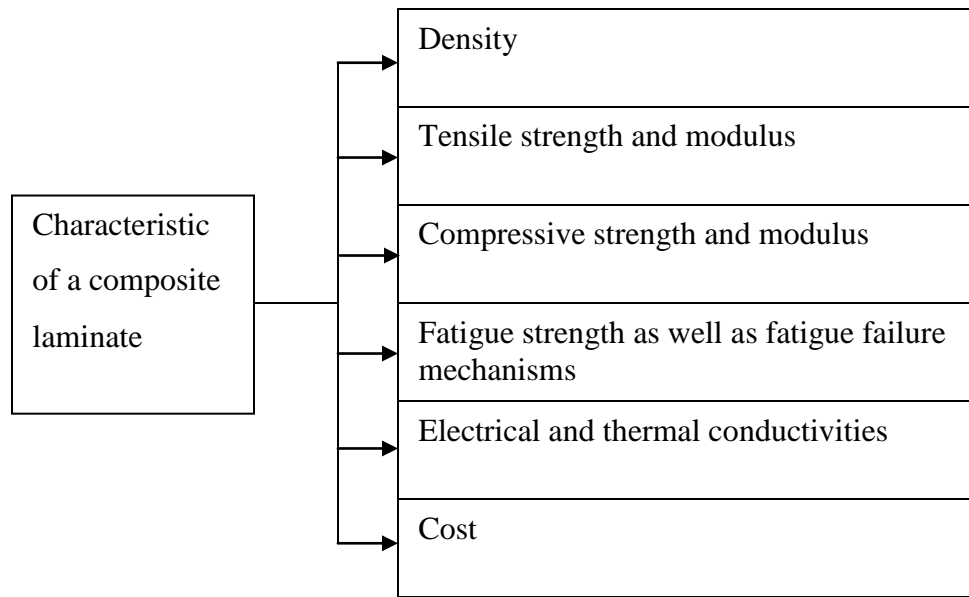 Characteristic
of a composite
laminate
Density
Tensile strength and modulus
Compressive strength and modulus
Fatigue strength as well as fatigue failure
mechanisms
Electrical and thermal conductivities
Cost